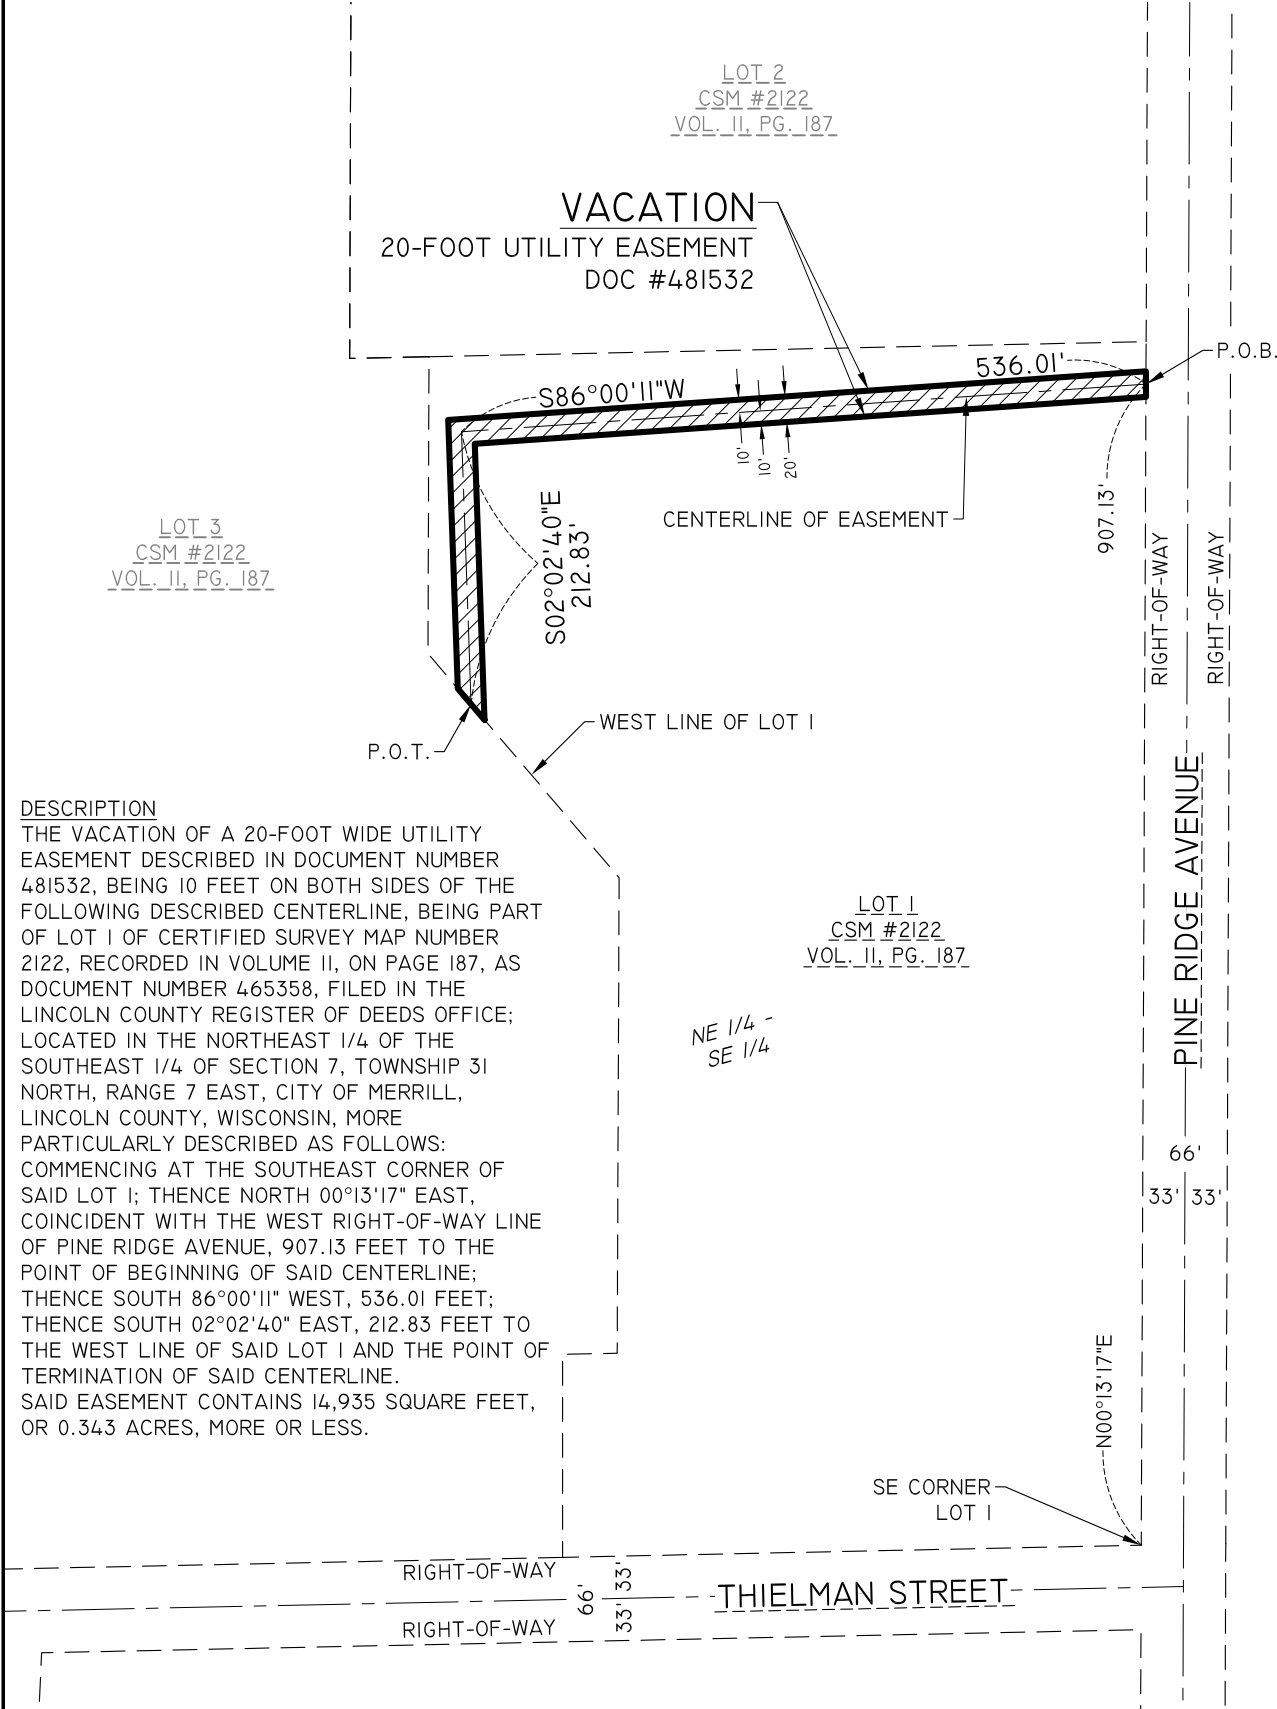 LOT 2
CSM #2122
VOL. 11, PG. 187
VACATION
20-FOOT UTILITY EASEMENT
DOC #481532
P.O.B.
536.01'
S86°00'11"W
10'
10'
20'
907.13'
CENTERLINE OF EASEMENT
LOT 3
CSM #2122
VOL. 11, PG. 187
S02°02'40"E
212.83'
RIGHT-OF-WAY
RIGHT-OF-WAY
WEST LINE OF LOT 1
P.O.T.
PINE RIDGE AVENUE
DESCRIPTION
THE VACATION OF A 20-FOOT WIDE UTILITY
EASEMENT DESCRIBED IN DOCUMENT NUMBER
481532, BEING 10 FEET ON BOTH SIDES OF THE
FOLLOWING DESCRIBED CENTERLINE, BEING PART
OF LOT 1 OF CERTIFIED SURVEY MAP NUMBER
2122, RECORDED IN VOLUME 11, ON PAGE 187, AS
DOCUMENT NUMBER 465358, FILED IN THE
LINCOLN COUNTY REGISTER OF DEEDS OFFICE;
LOCATED IN THE NORTHEAST 1/4 OF THE
SOUTHEAST 1/4 OF SECTION 7, TOWNSHIP 31
NORTH, RANGE 7 EAST, CITY OF MERRILL,
LINCOLN COUNTY, WISCONSIN, MORE
PARTICULARLY DESCRIBED AS FOLLOWS:
COMMENCING AT THE SOUTHEAST CORNER OF
SAID LOT 1; THENCE NORTH 00°13'17" EAST,
COINCIDENT WITH THE WEST RIGHT-OF-WAY LINE
OF PINE RIDGE AVENUE, 907.13 FEET TO THE
POINT OF BEGINNING OF SAID CENTERLINE;
THENCE SOUTH 86°00'11" WEST, 536.01 FEET;
THENCE SOUTH 02°02'40" EAST, 212.83 FEET TO
THE WEST LINE OF SAID LOT 1 AND THE POINT OF
TERMINATION OF SAID CENTERLINE.
SAID EASEMENT CONTAINS 14,935 SQUARE FEET,
OR 0.343 ACRES, MORE OR LESS.
LOT 1
CSM #2122
VOL. 11, PG. 187
NE 1/4 -
SE 1/4
66'
33' 33'
N00°13'17"E
SE CORNER
LOT 1
RIGHT-OF-WAY
66'
33' 33'
THIELMAN STREET
RIGHT-OF-WAY